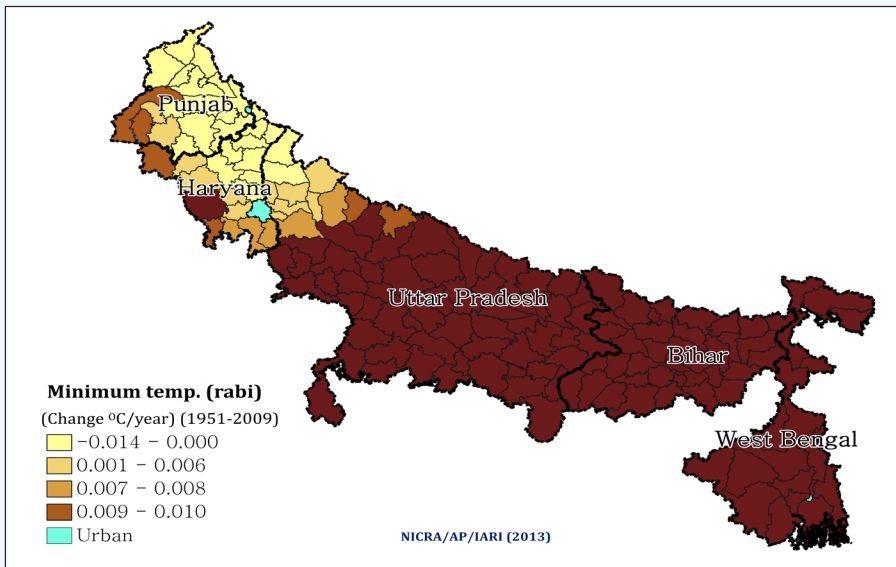 Punjab
Haryana
Uttar Pradesh
Bihar
West Bengal
Minimum temp. (rabi)
(Change ºC/year) (1951-2009)
-0.014 - 0.000
0.001 - 0.006
0.007 - 0.008
0.009 - 0.010
Urban
NICRA/AP/IARI (2013)